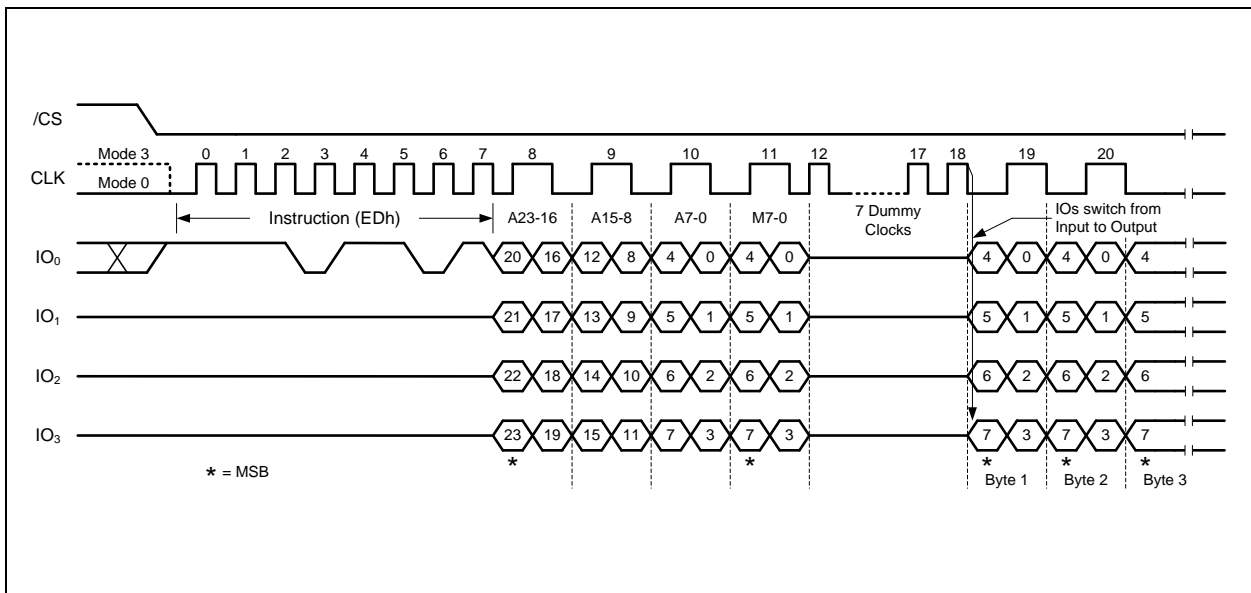 /CS
Mode 3 0 1 2 3 4 5 6 7 8 9 10 11 12 17 18 19 20
CLK
Mode 0
Instruction (EDh) A23-16 A15-8 A7-0 M7-0 7 Dummy Clocks IOs switch from
Input to Output
IO₀ 20 16 12 8 4 0 4 0 4 0 4 0 4
IO₁ 21 17 13 9 5 1 5 1 5 1 5 1 5
IO₂ 22 18 14 10 6 2 6 2 6 2 6 2 6
IO₃ 23 19 15 11 7 3 7 3 7 3 7 3 7
* * * * *
* = MSB
Byte 1 Byte 2 Byte 3